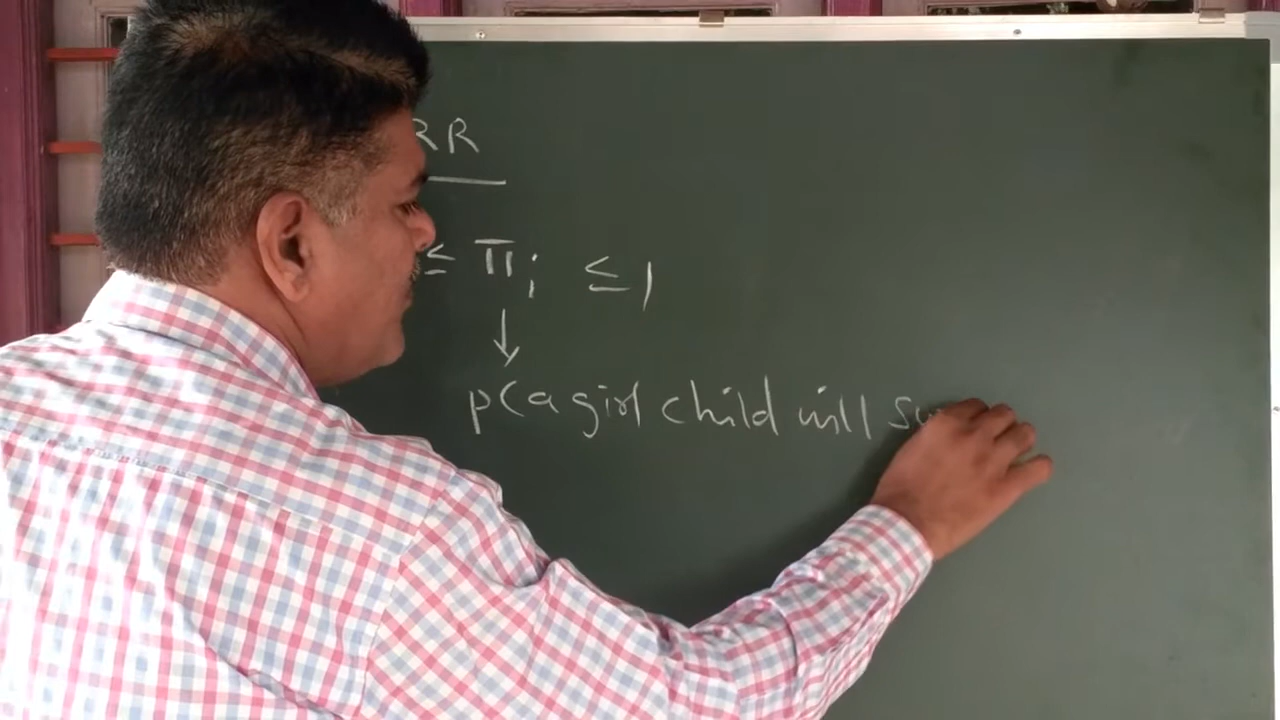 RR
≤ πi ≤ 1
↓
p(a girl child will